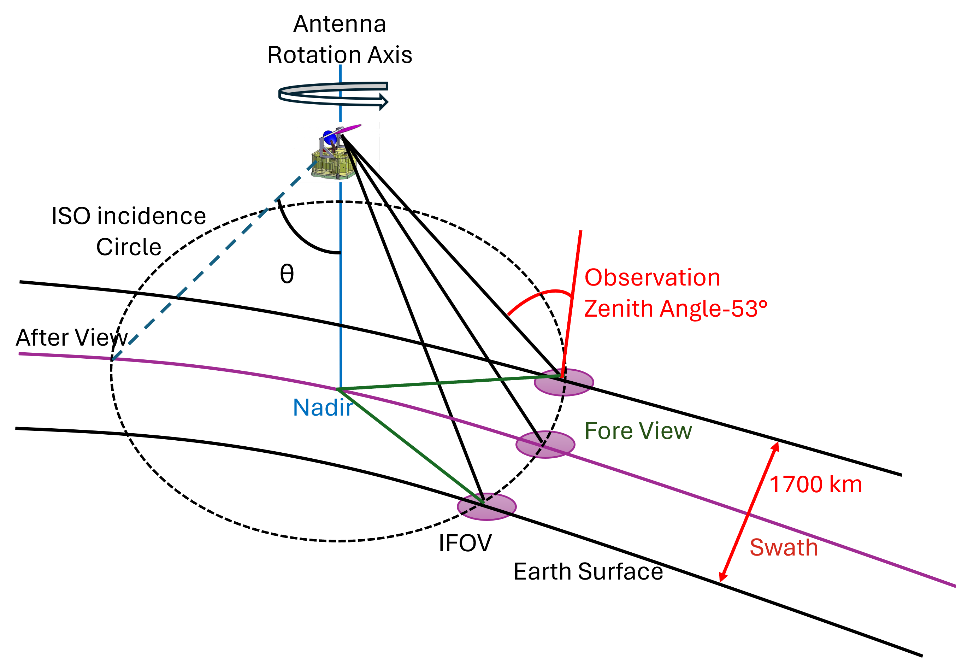 Antenna
Rotation Axis
ISO incidence
Circle
θ
Observation
Zenith Angle-53°
After View
Nadir
Fore View
1700 km
Swath
IFOV
Earth Surface